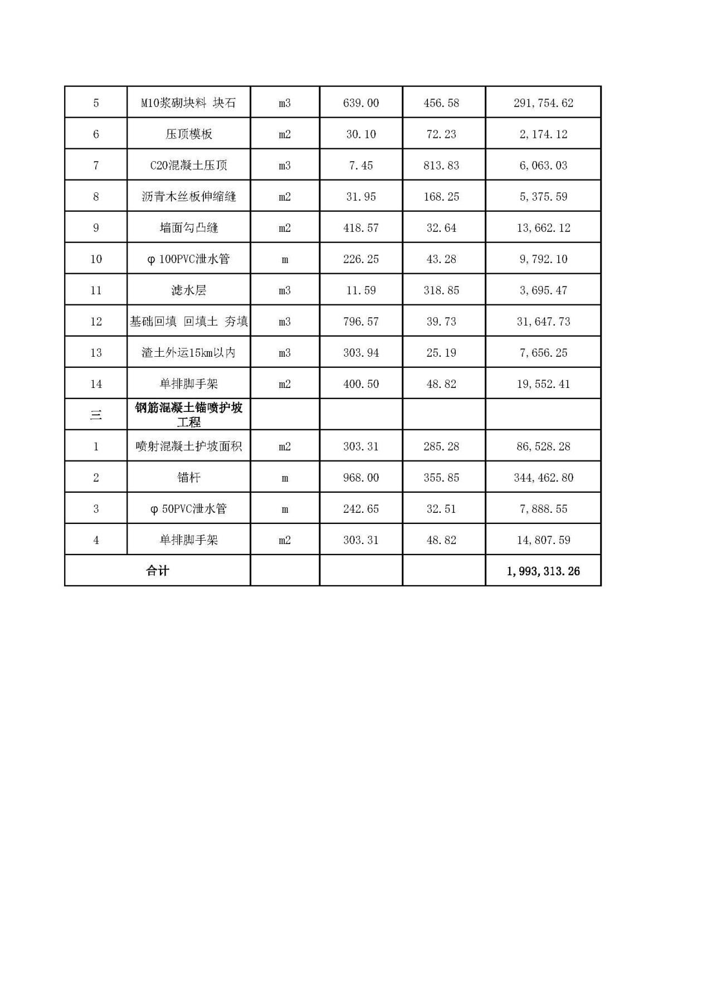 5 M10浆砌块料 块石 m3 639.00 456.58 291,754.62
6 压顶模板 m2 30.10 72.23 2,174.12
7 C20混凝土压顶 m3 7.45 813.83 6,063.03
8 沥青木丝板伸缩缝 m2 31.95 168.25 5,375.59
9 墙面勾凸缝 m2 418.57 32.64 13,662.12
10 φ100PVC泄水管 m 226.25 43.28 9,792.10
11 滤水层 m3 11.59 318.85 3,695.47
12 基础回填 回填土 夯填 m3 796.57 39.73 31,647.73
13 渣土外运15km以内 m3 303.94 25.19 7,656.25
14 单排脚手架 m2 400.50 48.82 19,552.41
三 钢筋混凝土锚喷护坡
工程
1 喷射混凝土护坡面积 m2 303.31 285.28 86,528.28
2 锚杆 m 968.00 355.85 344,462.80
3 φ50PVC泄水管 m 242.65 32.51 7,888.55
4 单排脚手架 m2 303.31 48.82 14,807.59
合计 1,993,313.26